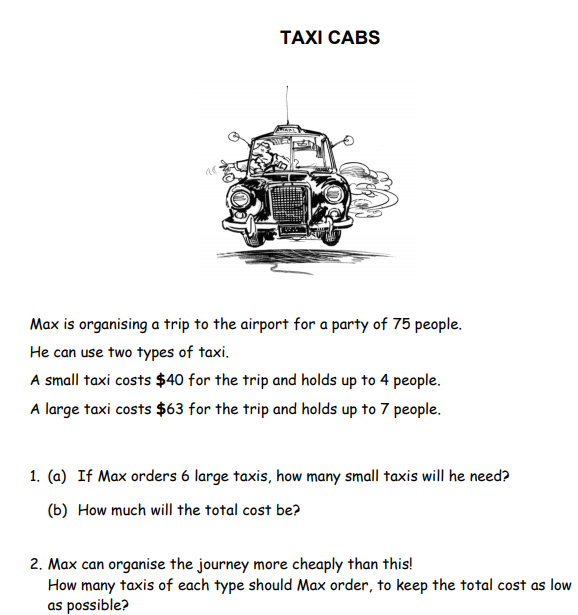 TAXI CABS
Max is organising a trip to the airport for a party of 75 people.
He can use two types of taxi.
A small taxi costs $40 for the trip and holds up to 4 people.
A large taxi costs $63 for the trip and holds up to 7 people.
1. (a) If Max orders 6 large taxis, how many small taxis will he need?
(b) How much will the total cost be?
2. Max can organise the journey more cheaply than this!
How many taxis of each type should Max order, to keep the total cost as low
as possible?